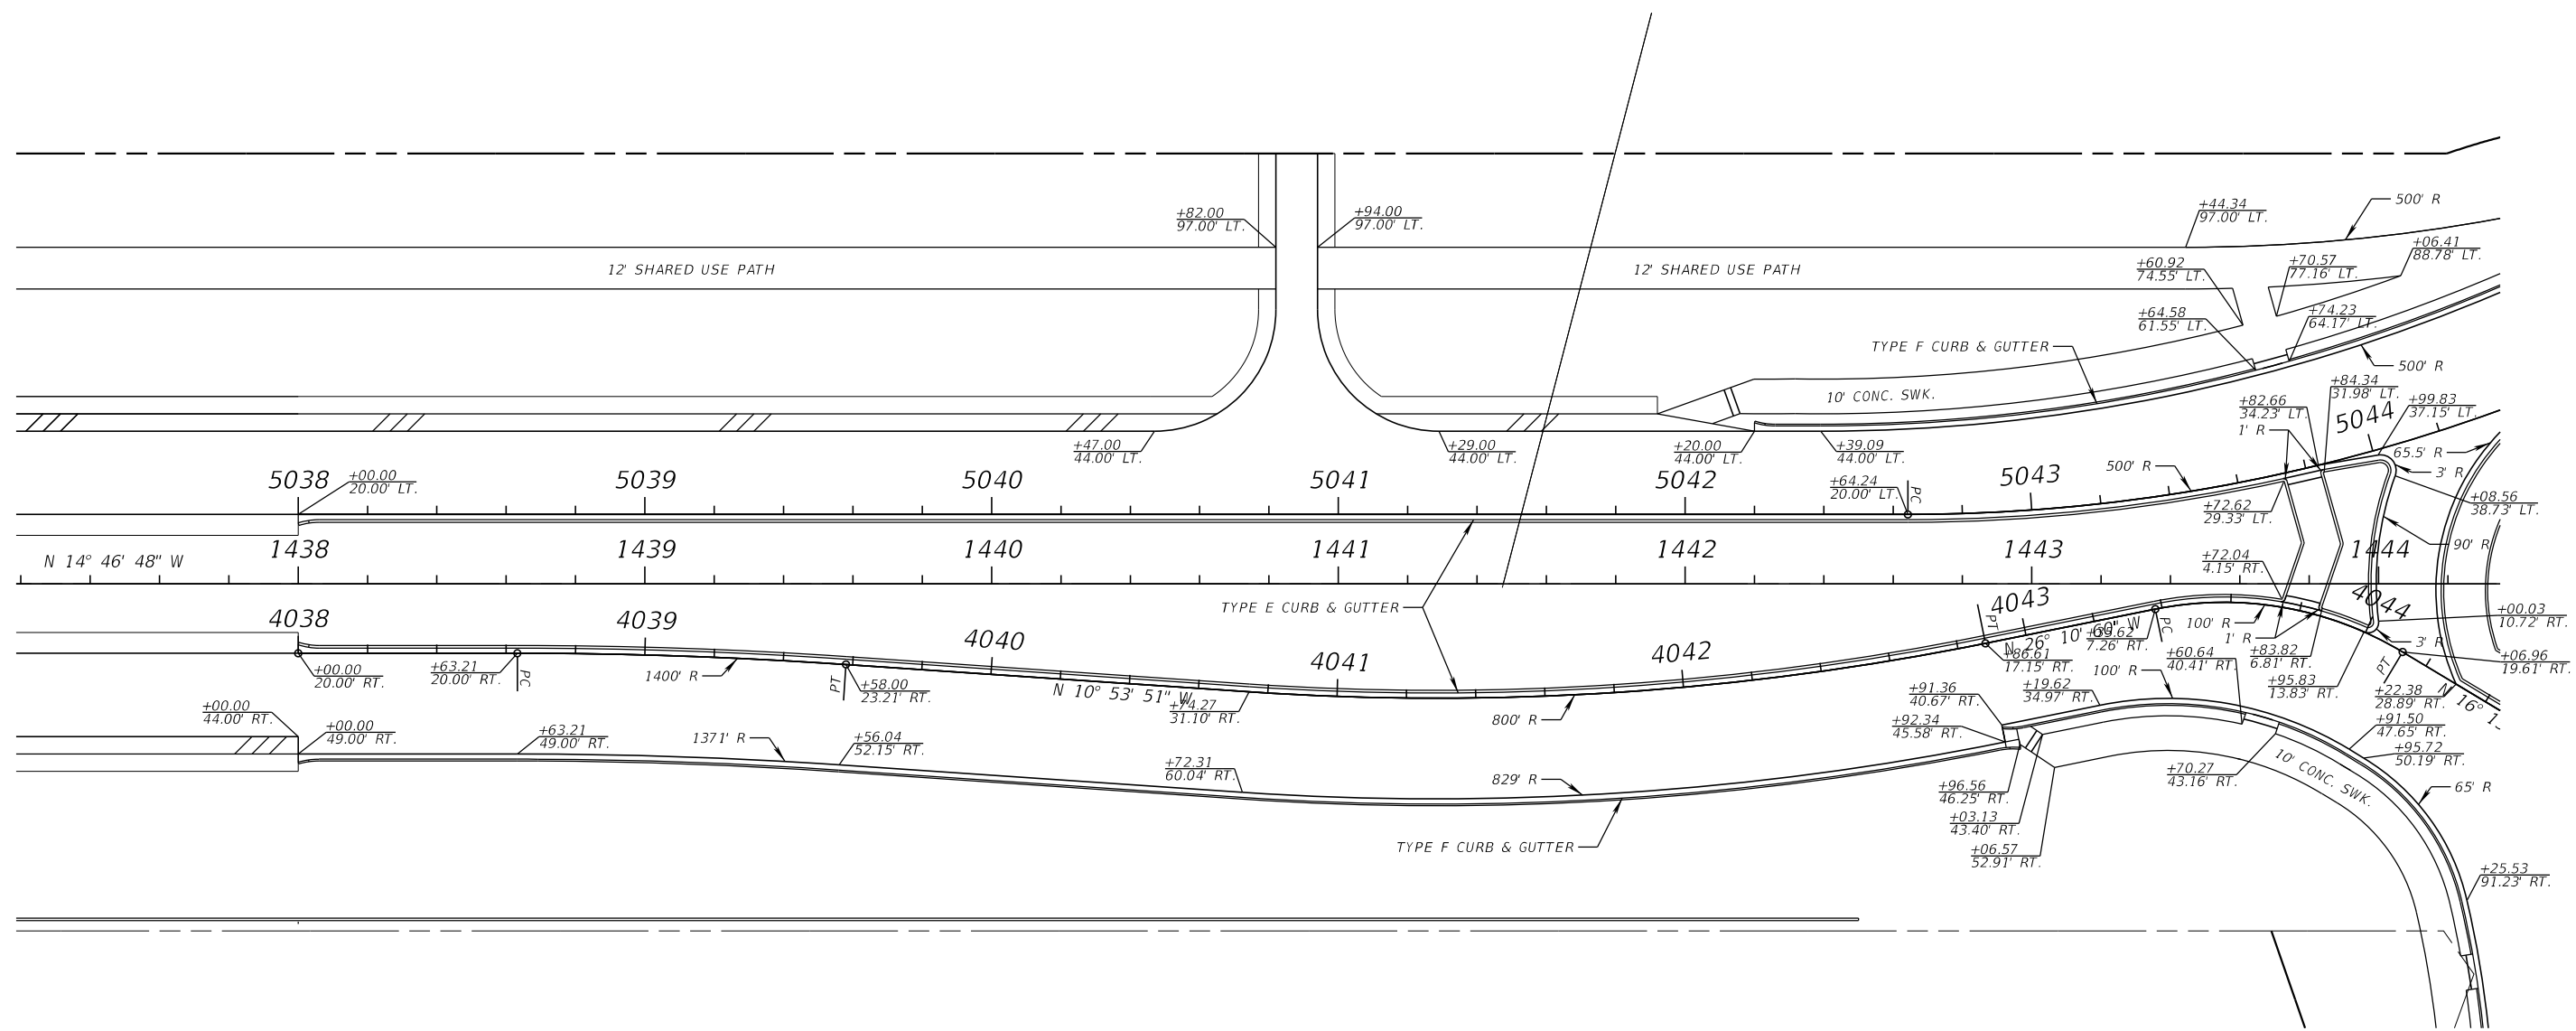 500' R
+44.34
97.00' LT.
+82.00
97.00' LT.
+94.00
97.00' LT.
+06.41
88.78' LT.
12' SHARED USE PATH
12' SHARED USE PATH
+60.92
74.55' LT.
+70.57
77.16' LT.
+64.58
61.55' LT.
+74.23
64.17' LT.
TYPE F CURB & GUTTER
500' R
10' CONC. SWK.
+84.34
31.98' LT.
+82.66
34.23' LT.
+99.83
37.15' LT.
5044
1' R
+47.00
44.00' LT.
+29.00
44.00' LT.
+20.00
44.00' LT.
+39.09
44.00' LT.
65.5' R
3' R
5038
+00.00
20.00' LT.
5039
5040
5041
5042
+64.24
20.00' LT.
PC
5043
500' R
+72.62
29.33' LT.
+08.56
38.73' LT.
N 14° 46' 48" W
1438
1439
1440
1441
1442
1443
1444
90' R
+72.04
4.15' RT.
TYPE E CURB & GUTTER
4038
4039
4040
4041
4042
4043
4044
+00.03
10.72' RT.
PT
N 26° 10' 60" W
+35.62
7.26' RT.
PC
100' R
1' R
3' R
+00.00
20.00' RT.
+63.21
20.00' RT.
PC
1400' R
PT
+58.00
23.21' RT.
N 10° 53' 51" W
+74.27
31.10' RT.
800' R
+86.61
17.15' RT.
100' R
+60.64
40.41' RT.
+83.82
6.81' RT.
+06.96
19.61' RT.
PT
+95.83
13.83' RT.
+22.38
28.89' RT.
N 16° 1
+00.00
44.00' RT.
+00.00
49.00' RT.
+63.21
49.00' RT.
1371' R
+56.04
52.15' RT.
+91.36
40.67' RT.
+19.62
34.97' RT.
+92.34
45.58' RT.
+91.50
47.65' RT.
+95.72
50.19' RT.
+72.31
60.04' RT.
829' R
+96.56
46.25' RT.
+70.27
43.16' RT.
10' CONC. SWK.
65' R
+03.13
43.40' RT.
TYPE F CURB & GUTTER
+06.57
52.91' RT.
+25.53
91.23' RT.